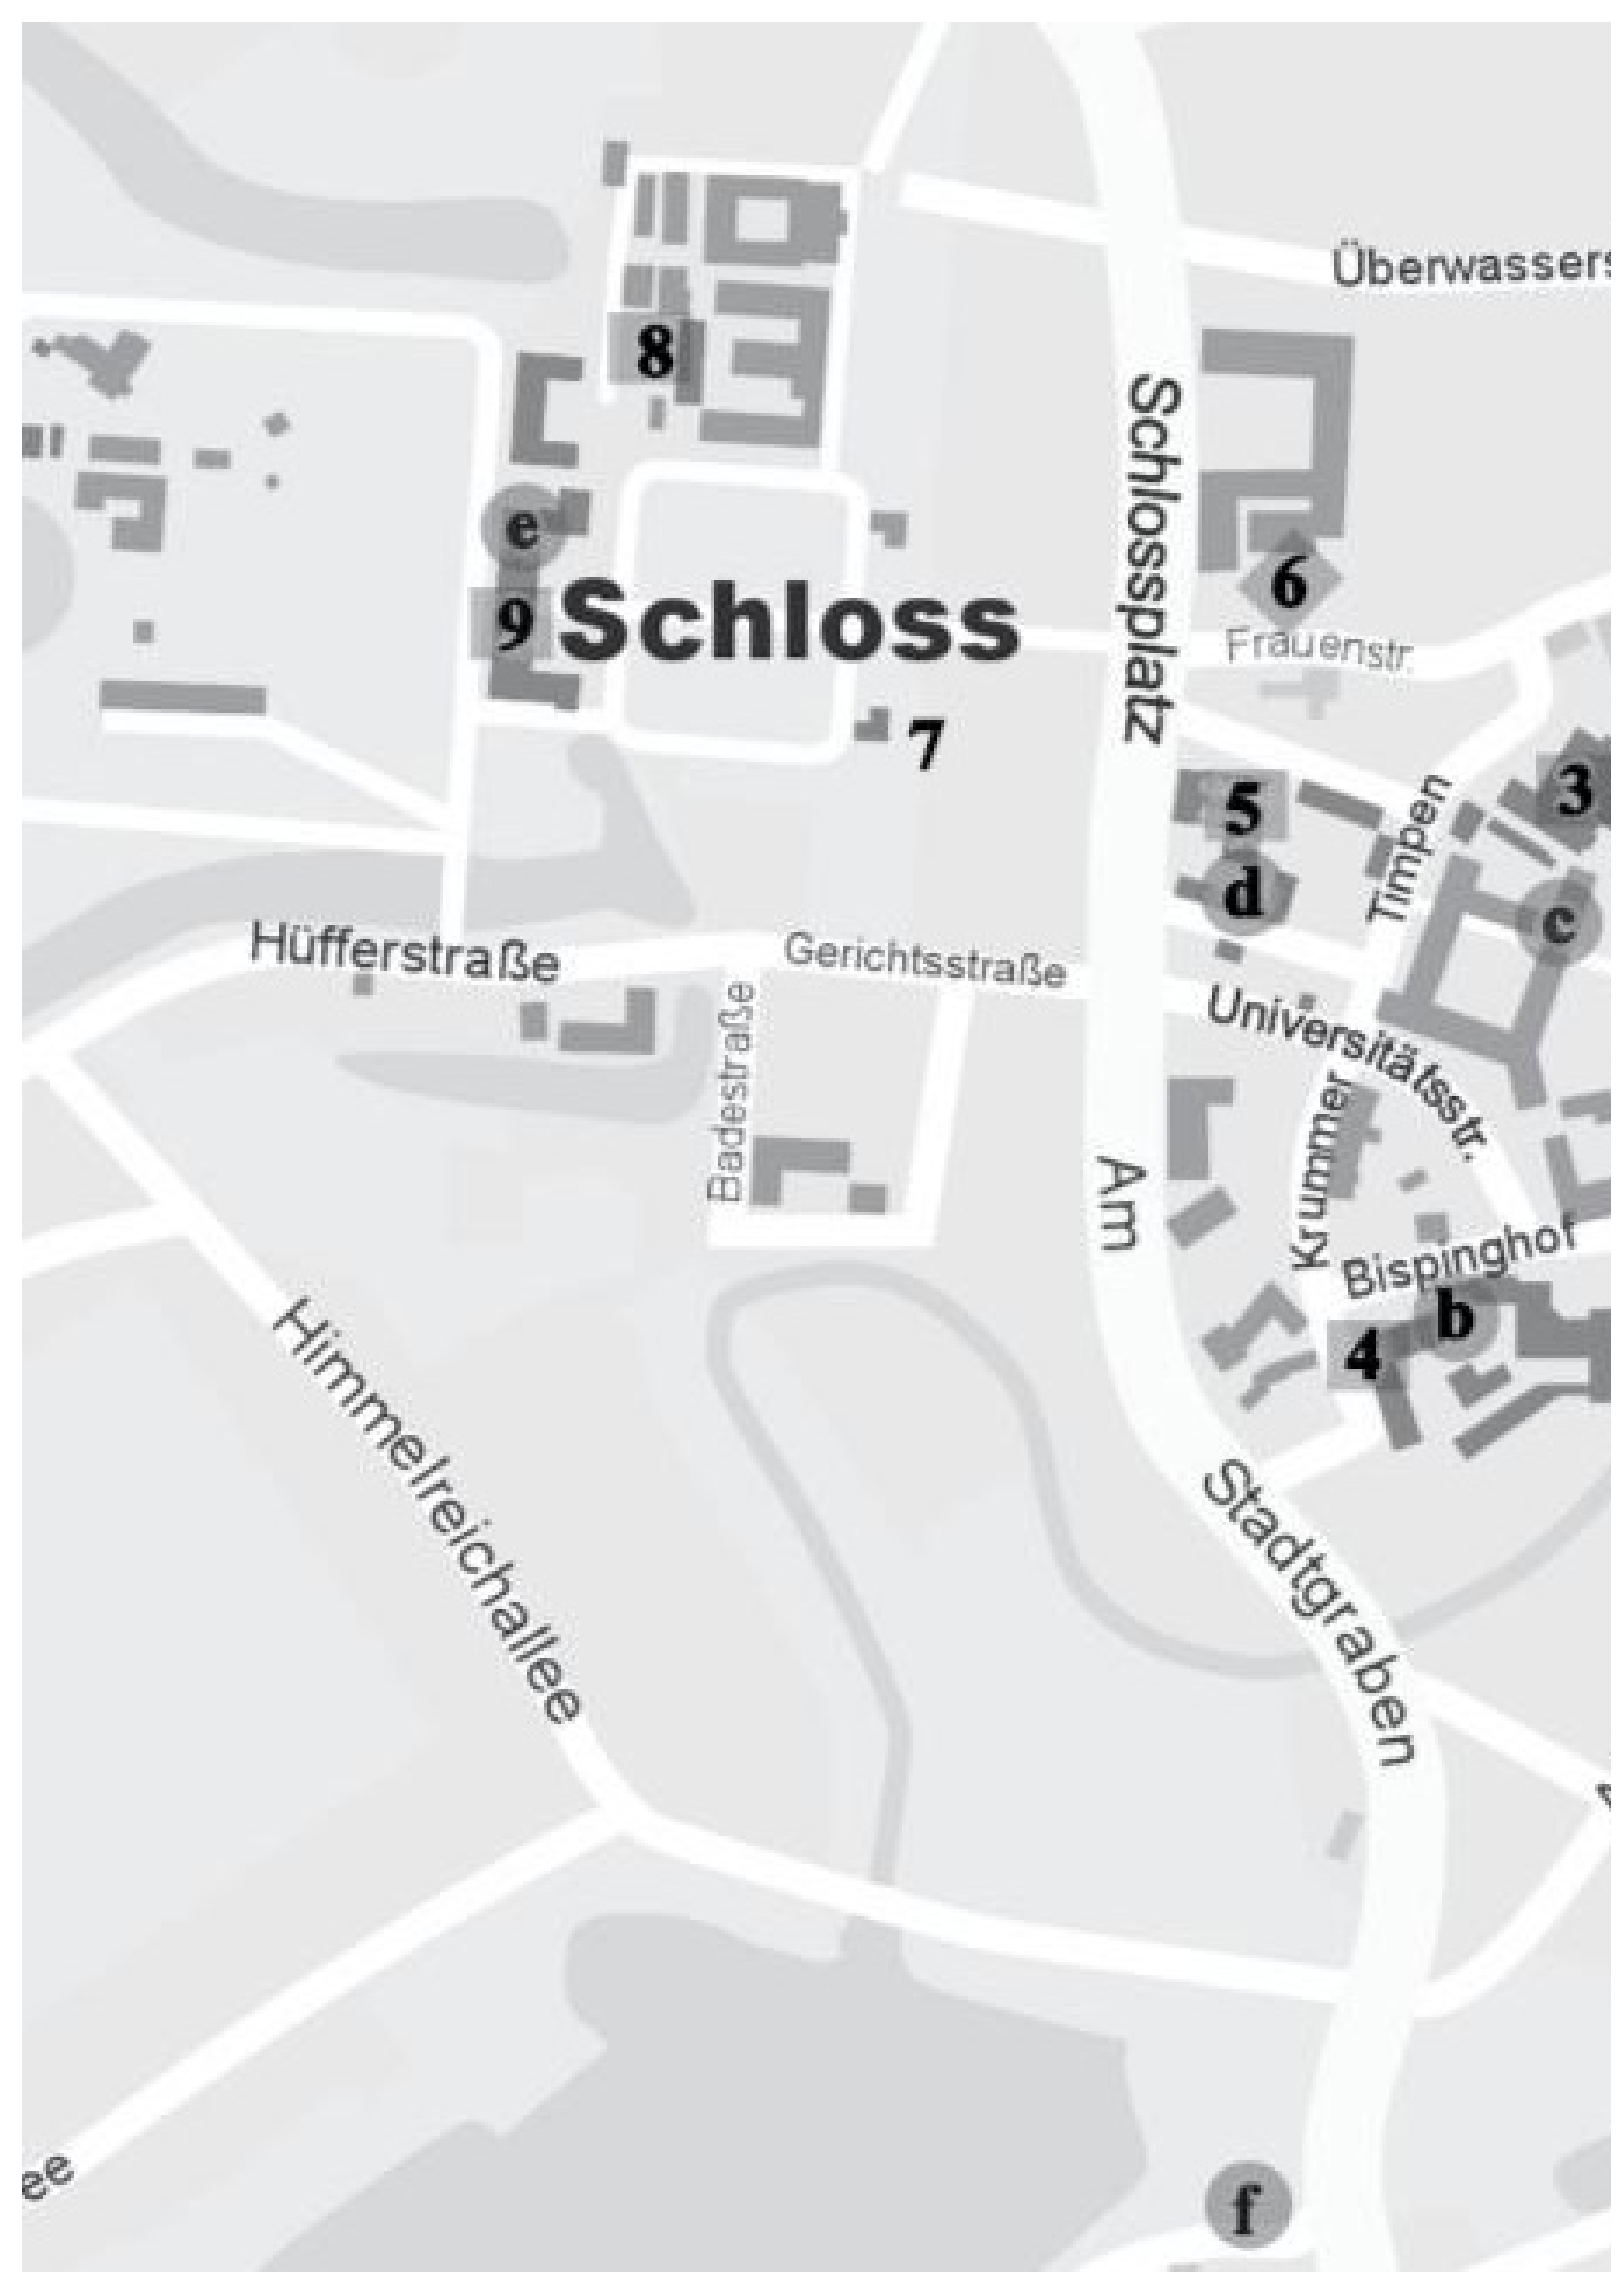 Überwassers
8
Schlossplatz
e
6
9
Schloss
Frauenstr.
7
5
3
Timpen
d
c
Hüfferstraße
Gerichtsstraße
Badestraße
Universitätsstr.
Krummer
Am
Bispinghof
b
4
Himmelreichallee
Stadtgraben
ee
f